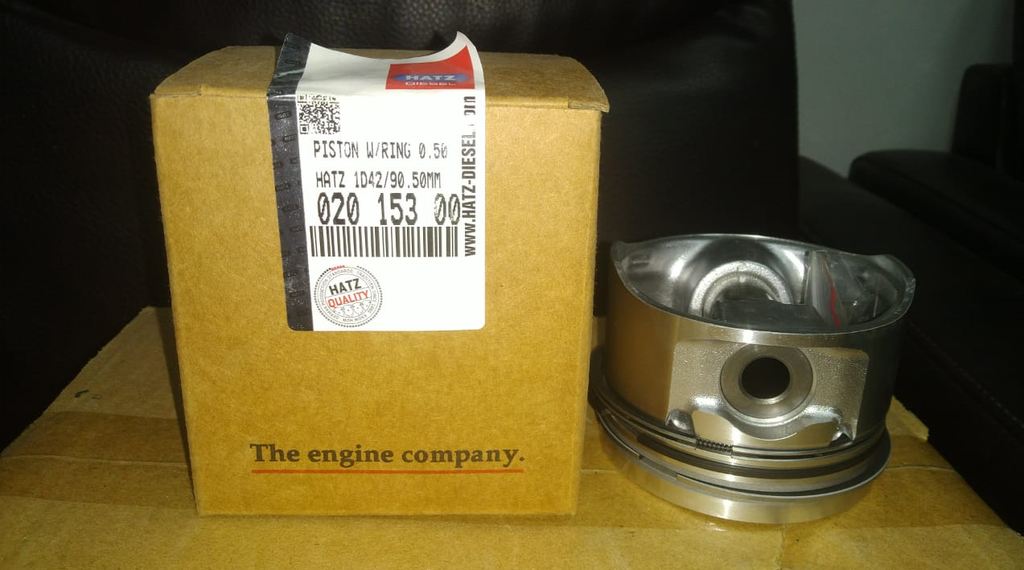 HATZ
DIESEL
PISTON W/RING 0.50
HATZ 1D42/90.50MM
020 153 00
WWW.HATZ-DIESEL.com
HATZ
QUALITY
The engine company.